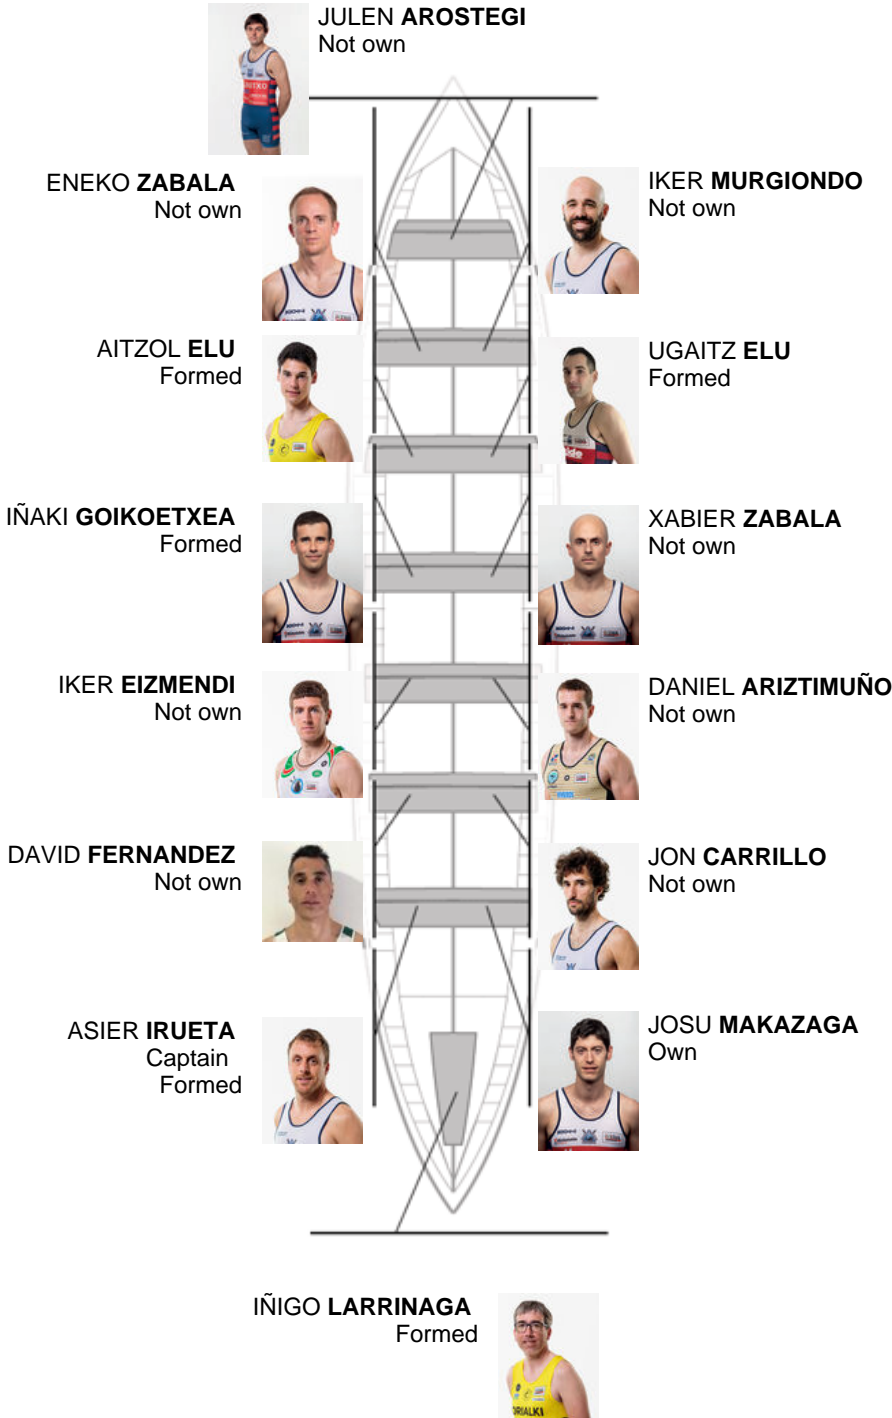 JULEN AROSTEGI
Not own
ENEKO ZABALA
Not own
IKER MURGIONDO
Not own
AITZOL ELU
Formed
UGAITZ ELU
Formed
IÑAKI GOIKOETXEA
Formed
XABIER ZABALA
Not own
IKER EIZMENDI
Not own
DANIEL ARIZTIMUÑO
Not own
DAVID FERNANDEZ
Not own
JON CARRILLO
Not own
ASIER IRUETA
Captain
Formed
JOSU MAKAZAGA
Own
IÑIGO LARRINAGA
Formed